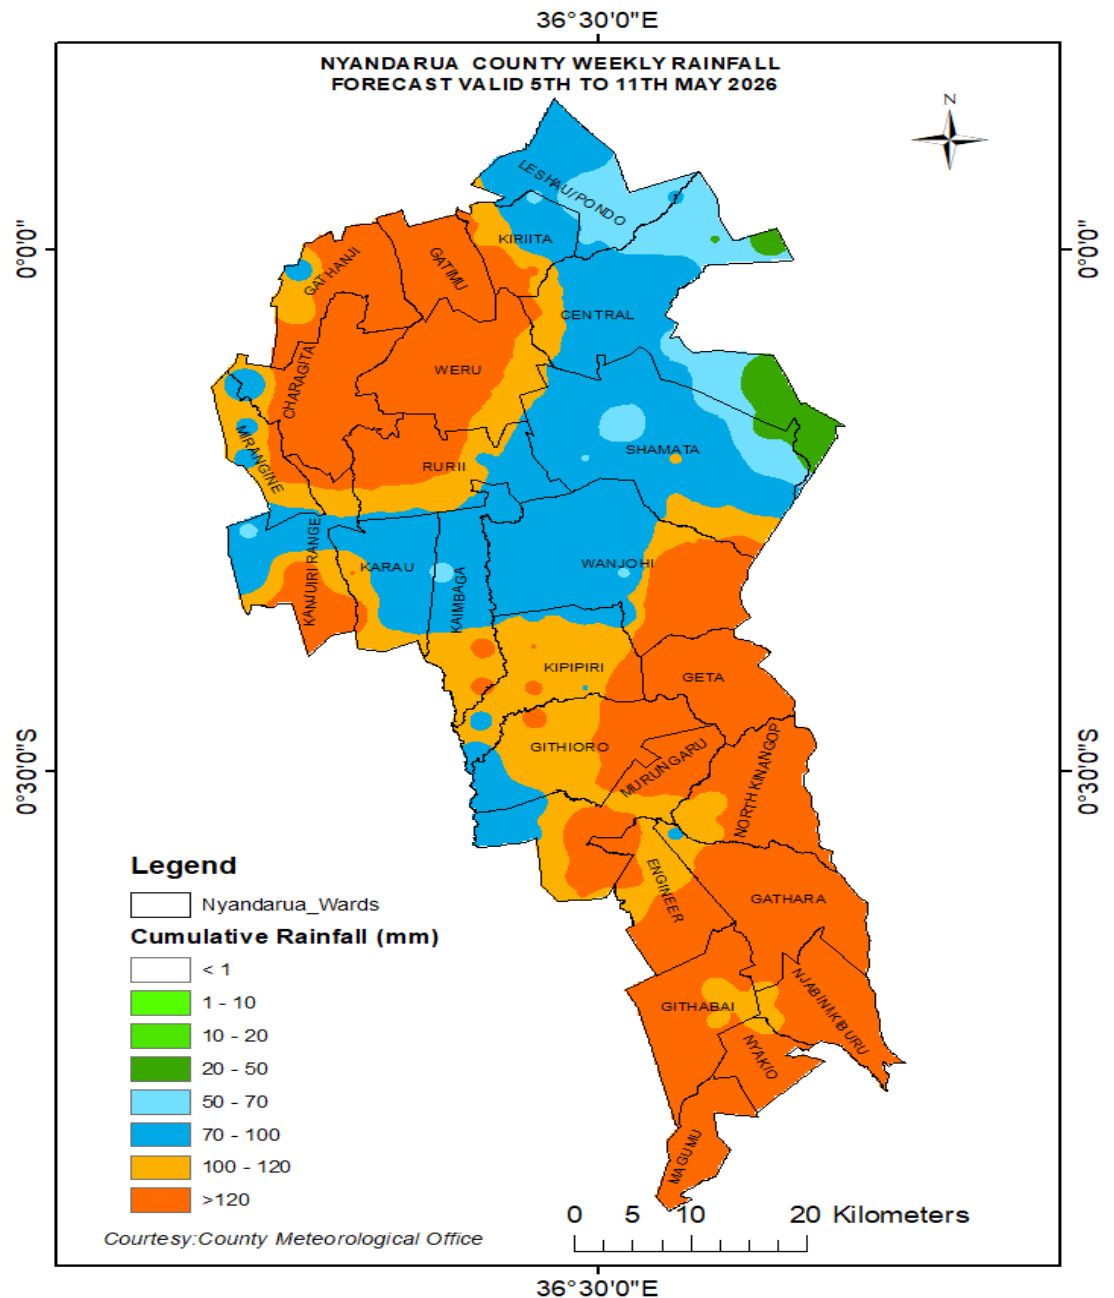 36°30'0"E
NYANDARUA COUNTY WEEKLY RAINFALL
FORECAST VALID 5TH TO 11TH MAY 2026
N
LESHAU/PONDO
KIRIITA
0°0'0"
0°0'0"
GATHANJI
GATIMU
CENTRAL
WERU
CHARAGITA
MIRANGINE
RURII
SHAMATA
KANJUIRI RANGE
KARAU
KAIMBAGA
WANJOHI
KIPIPIRI
GETA
GITHIORO
MURUNGARU
NORTH KINANGOP
0°30'0"S
0°30'0"S
ENGINEER
GATHARA
GITHABAI
NJABINI\KIBURU
NYAKIO
MAGUMU
Legend
Nyandarua_Wards
Cumulative Rainfall (mm)
< 1
1 - 10
10 - 20
20 - 50
50 - 70
70 - 100
100 - 120
>120
0 5 10 20 Kilometers
Courtesy:County Meteorological Office
36°30'0"E